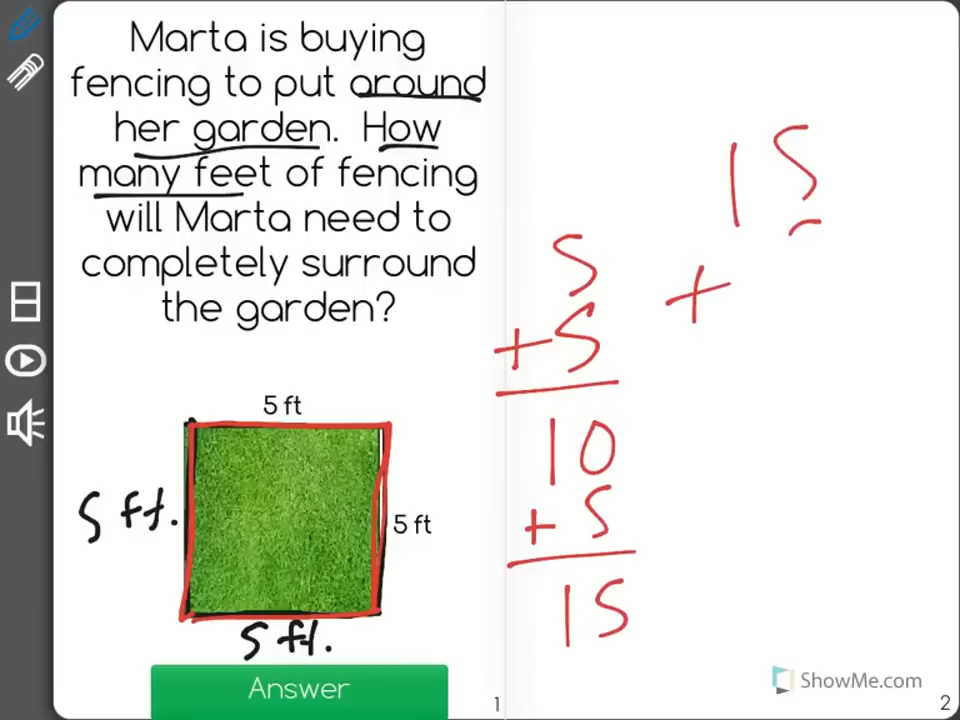 Marta is buying
fencing to put around
her garden. How
many feet of fencing
will Marta need to
completely surround
the garden?
5 ft
5 ft.
5 ft
5 ft.
Answer
1
5
+5
10
+ 5
15
15
+
ShowMe.com
2